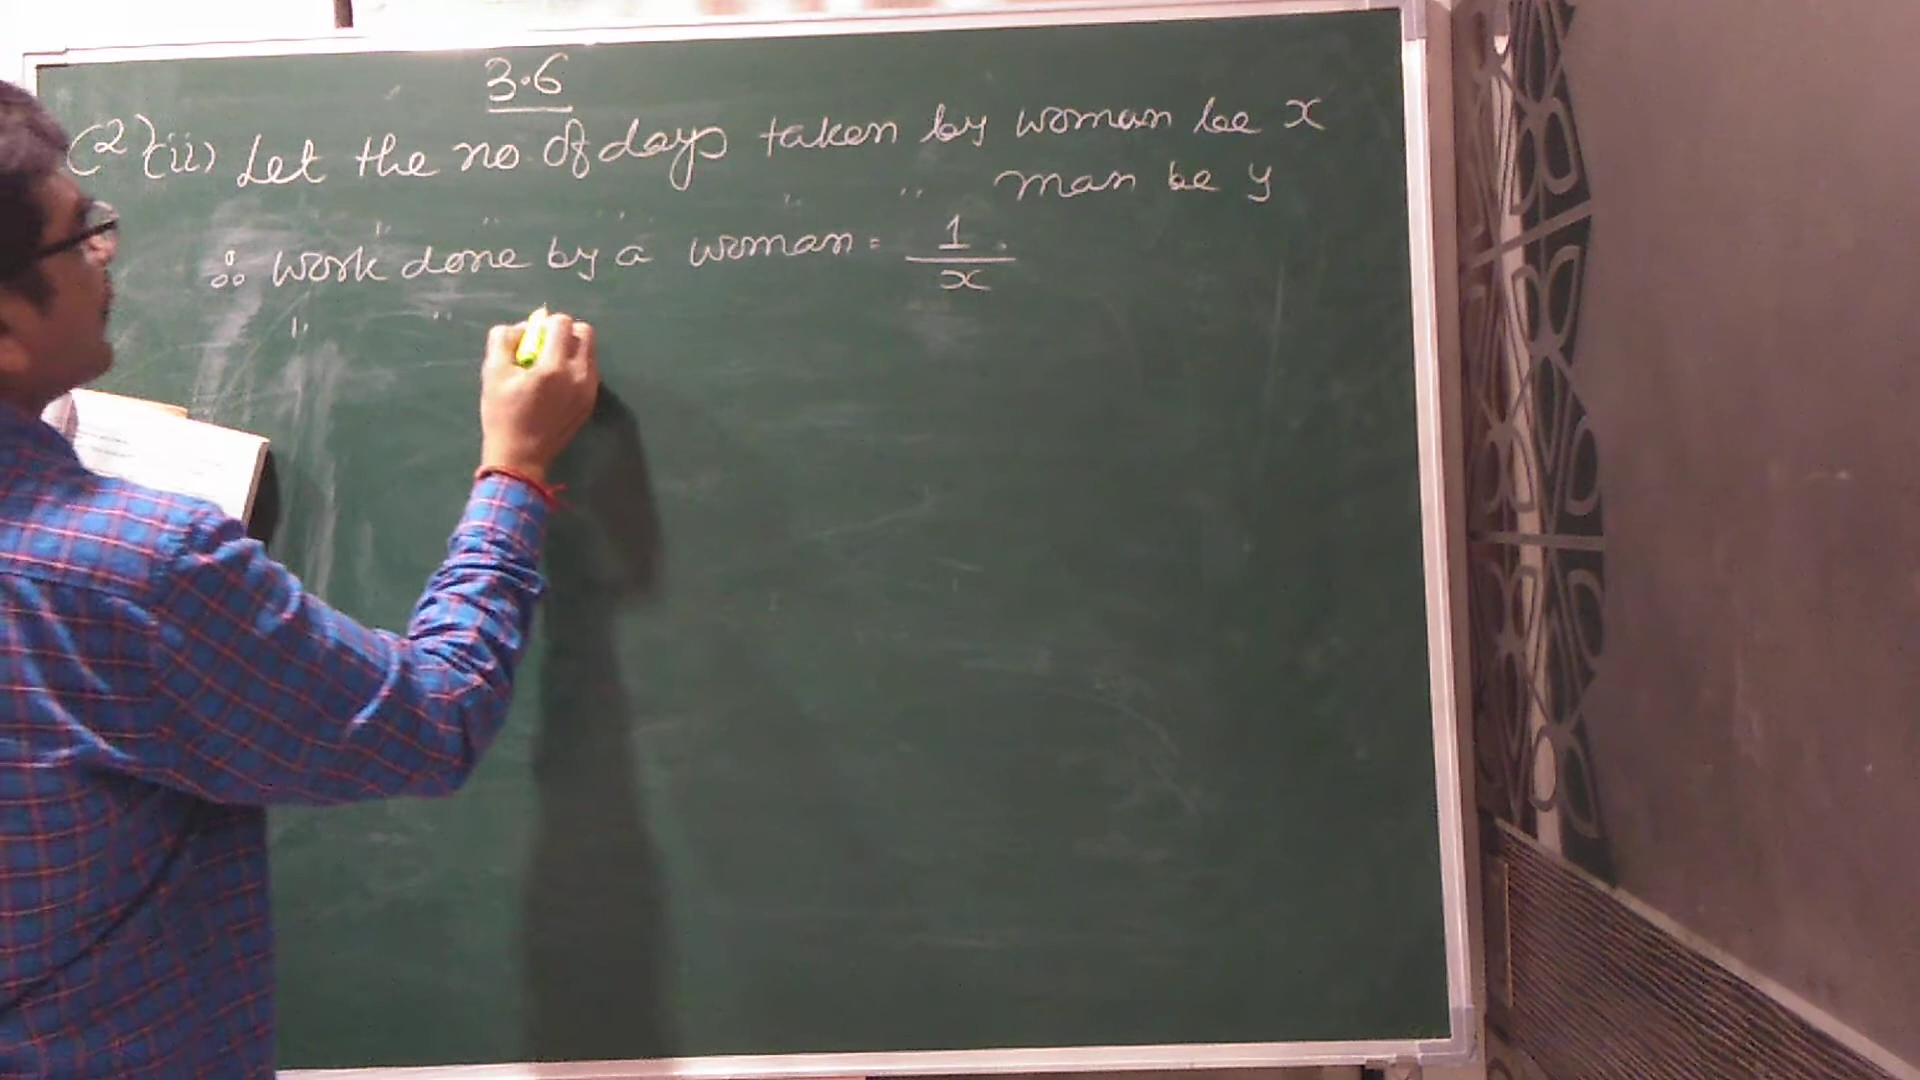 3.6
(2)(ii) Let the no of days taken by woman be x
" " " " " man be y
∴ work done by a woman = 1/x
" "